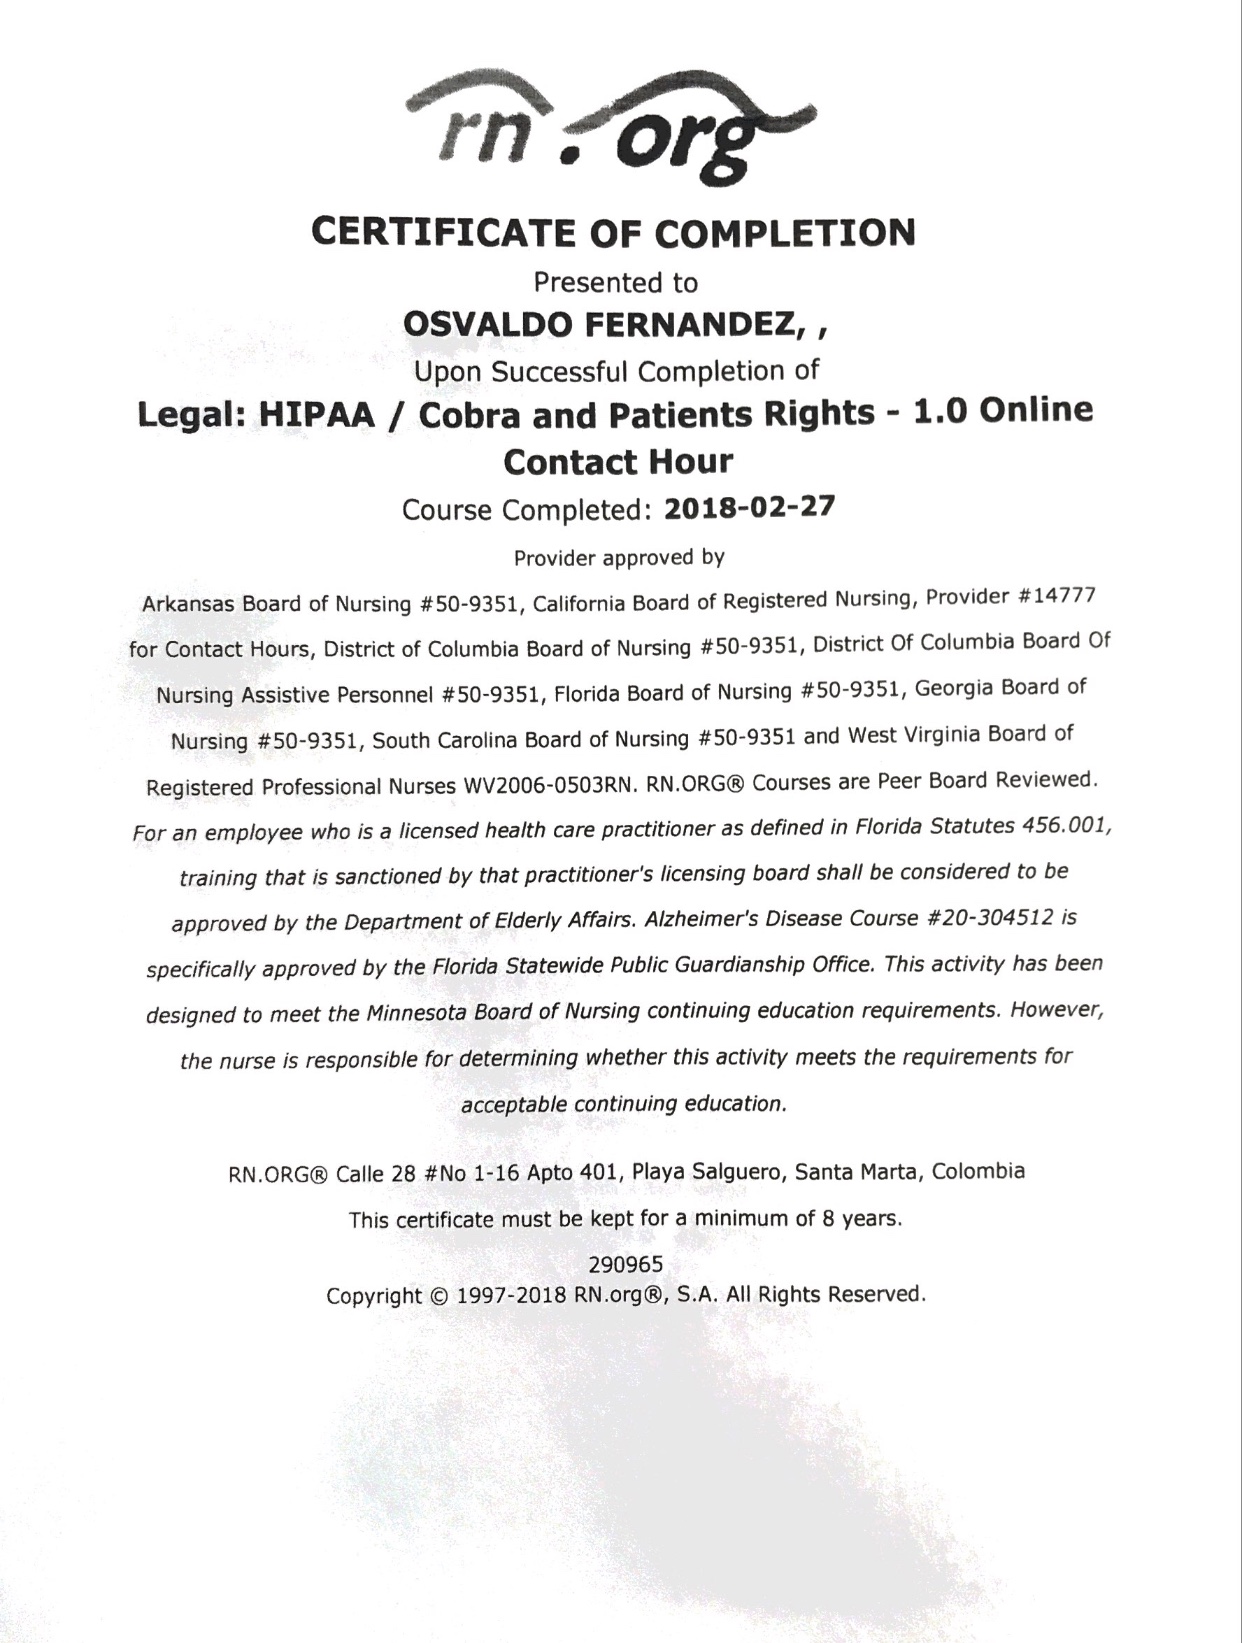 rn.org
CERTIFICATE OF COMPLETION
Presented to
OSVALDO FERNANDEZ, ,
Upon Successful Completion of
Legal: HIPAA / Cobra and Patients Rights - 1.0 Online
Contact Hour
Course Completed: 2018-02-27
Provider approved by
Arkansas Board of Nursing #50-9351, California Board of Registered Nursing, Provider #14777
for Contact Hours, District of Columbia Board of Nursing #50-9351, District Of Columbia Board Of
Nursing Assistive Personnel #50-9351, Florida Board of Nursing #50-9351, Georgia Board of
Nursing #50-9351, South Carolina Board of Nursing #50-9351 and West Virginia Board of
Registered Professional Nurses WV2006-0503RN. RN.ORG® Courses are Peer Board Reviewed.
For an employee who is a licensed health care practitioner as defined in Florida Statutes 456.001,
training that is sanctioned by that practitioner's licensing board shall be considered to be
approved by the Department of Elderly Affairs. Alzheimer's Disease Course #20-304512 is
specifically approved by the Florida Statewide Public Guardianship Office. This activity has been
designed to meet the Minnesota Board of Nursing continuing education requirements. However,
the nurse is responsible for determining whether this activity meets the requirements for
acceptable continuing education.
RN.ORG® Calle 28 #No 1-16 Apto 401, Playa Salguero, Santa Marta, Colombia
This certificate must be kept for a minimum of 8 years.
290965
Copyright © 1997-2018 RN.org®, S.A. All Rights Reserved.